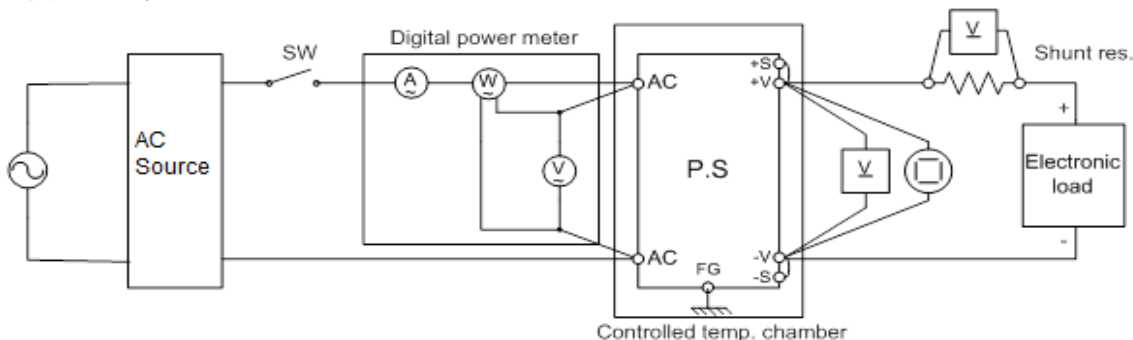 Digital power meter
SW
Shunt res.
V
A
W
AC
+S
+V
+
AC
Source
V
P.S
V
Electronic
load
AC
FG
-V
-S
-
Controlled temp. chamber